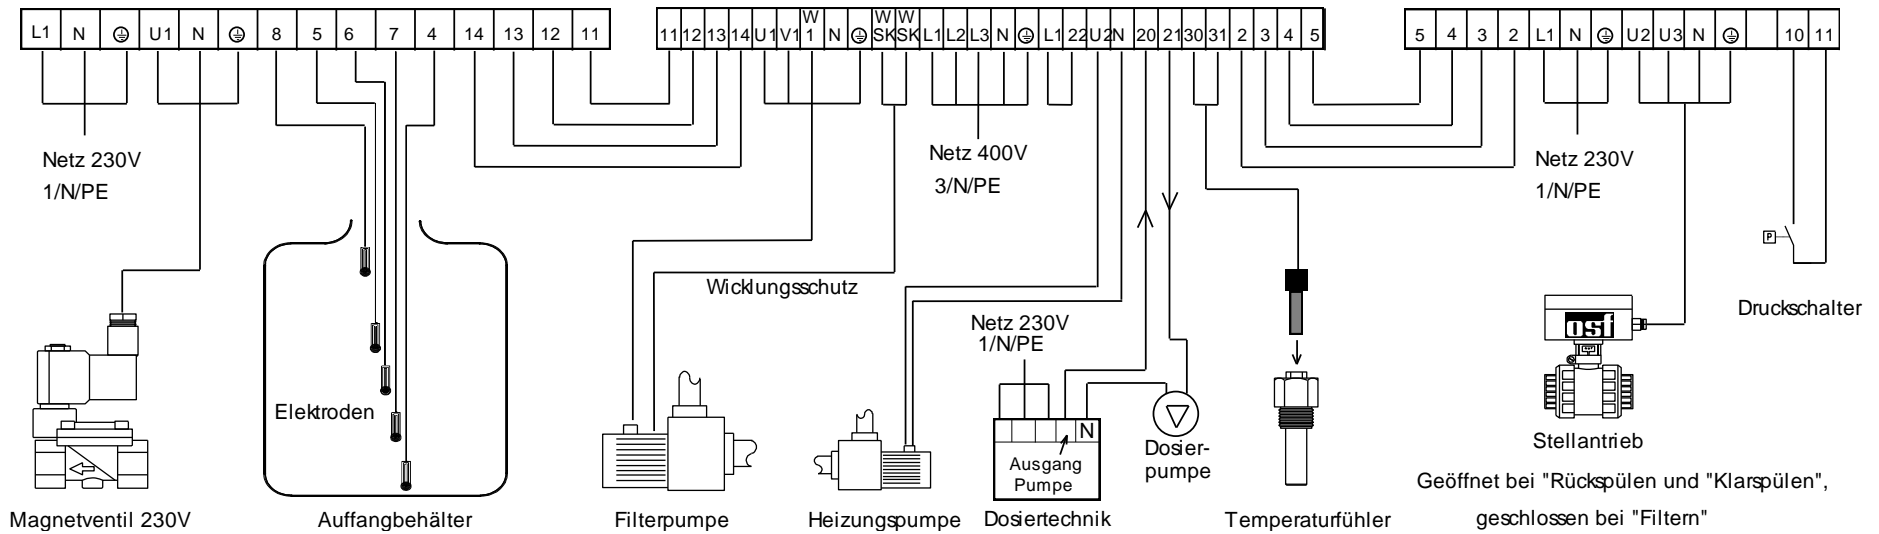 L1 N U1 N 8 5 6 7 4 14 13 12 11
11 12 13 14 U1 V1 W1 N WSK WSK L1 L2 L3 N L1 22 U2 N 20 21 30 31 2 3 4 5
5 4 3 2 L1 N U2 U3 N 10 11
Netz 230V
1/N/PE
Netz 400V
3/N/PE
Netz 230V
1/N/PE
P
Wicklungsschutz
Druckschalter
Netz 230V
1/N/PE
osf
Elektroden
N
Ausgang
Pumpe
Dosier-
pumpe
Stellantrieb
Geöffnet bei "Rückspülen und "Klarspülen",
geschlossen bei "Filtern"
Magnetventil 230V
Auffangbehälter
Filterpumpe
Heizungspumpe
Dosiertechnik
Temperaturfühler